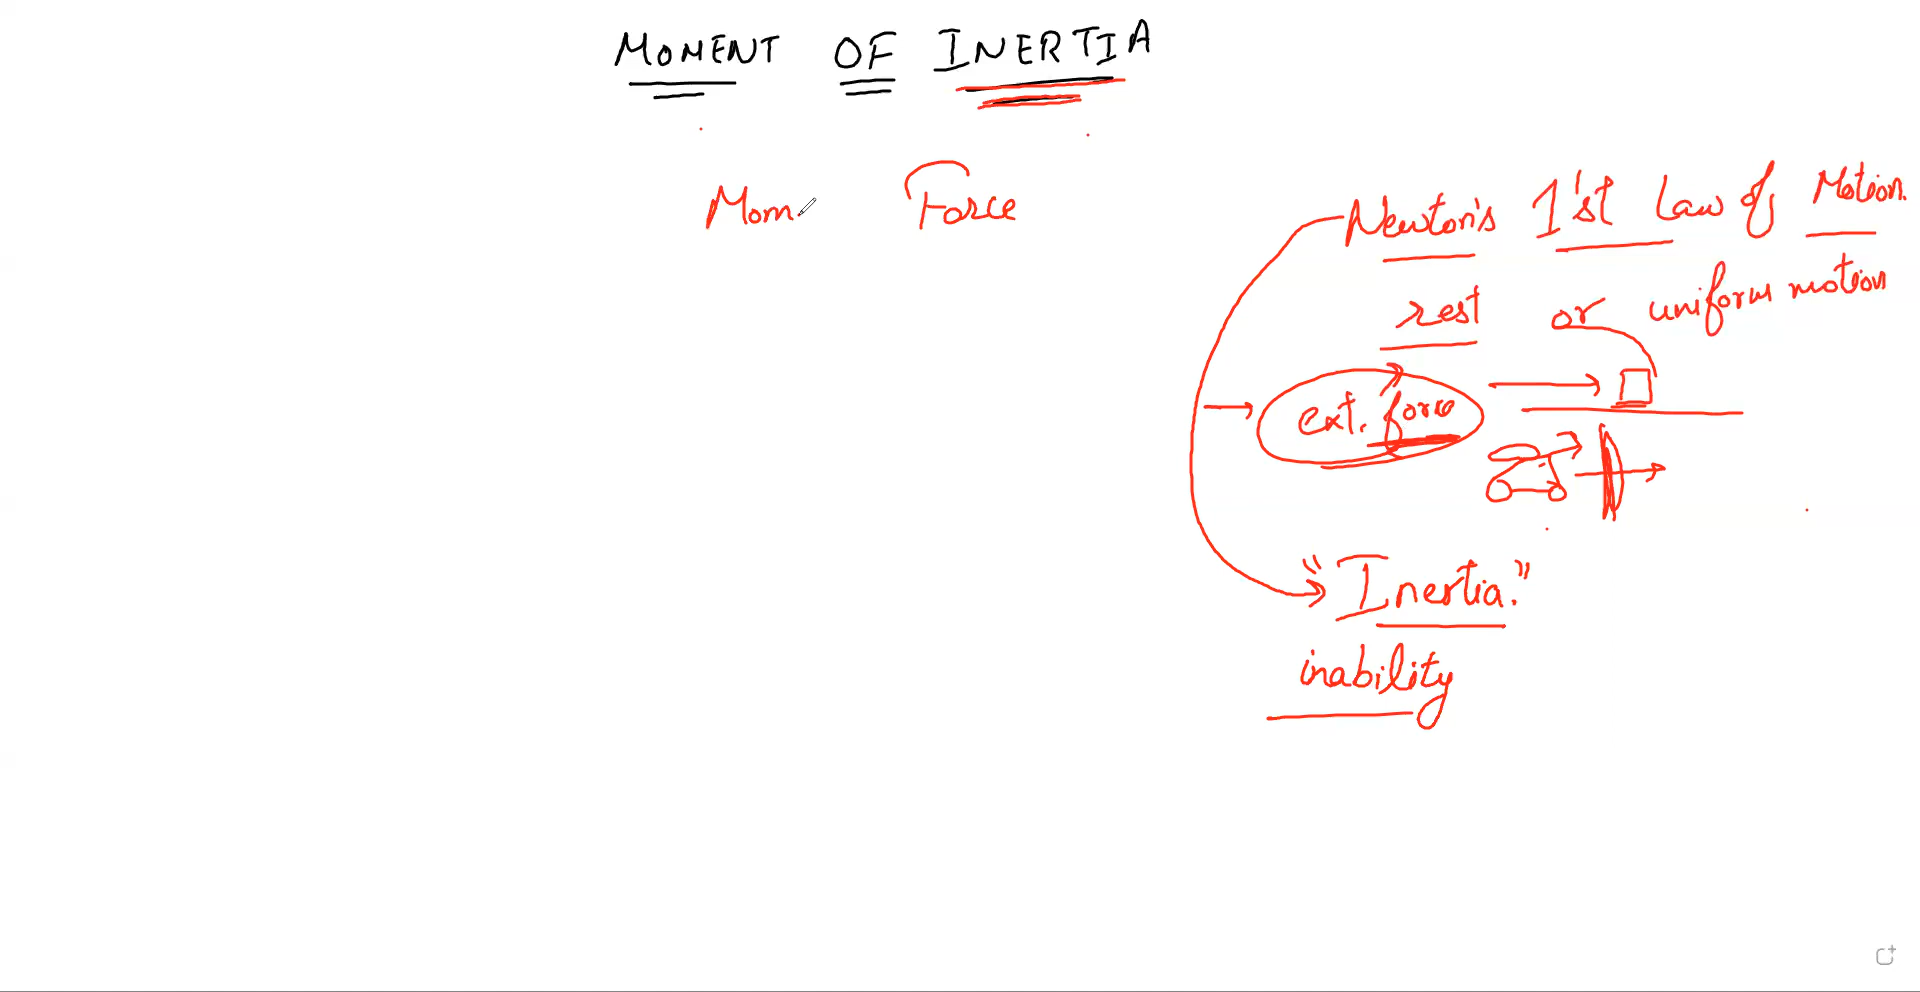 MOMENT OF INERTIA
Mom Force
Newton's 1'st Law of Motion.
rest or uniform motion
ext. force
"Inertia."
inability